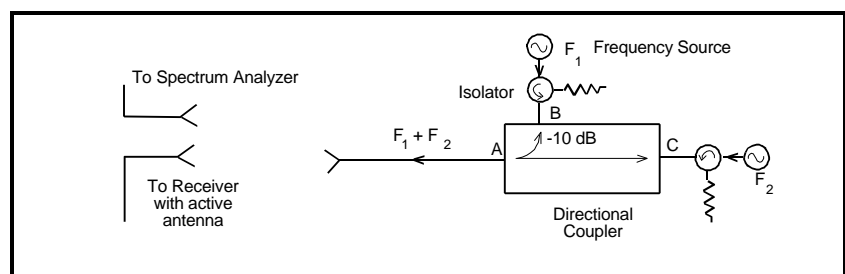 F1 Frequency Source
To Spectrum Analyzer
Isolator
B
F1 + F2
A
-10 dB
C
To Receiver
with active
antenna
F2
Directional
Coupler